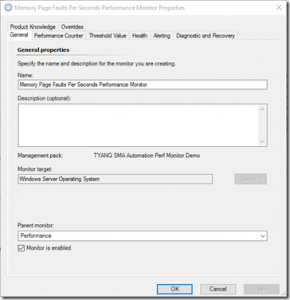 Memory Page Faults Per Seconds Performance Monitor Properties
Product Knowledge Overrides
General Performance Counter Threshold Value Health Alerting Diagnostic and Recovery
General properties
Specify the name and description for the monitor you are creating.
Name:
Memory Page Faults Per Seconds Performance Monitor
Description (optional):
Management pack: TYANG SMA Automation Perf Monitor Demo
Monitor target:
Windows Server Operating System
Select...
Parent monitor:
Performance
Monitor is enabled
OK Cancel Apply